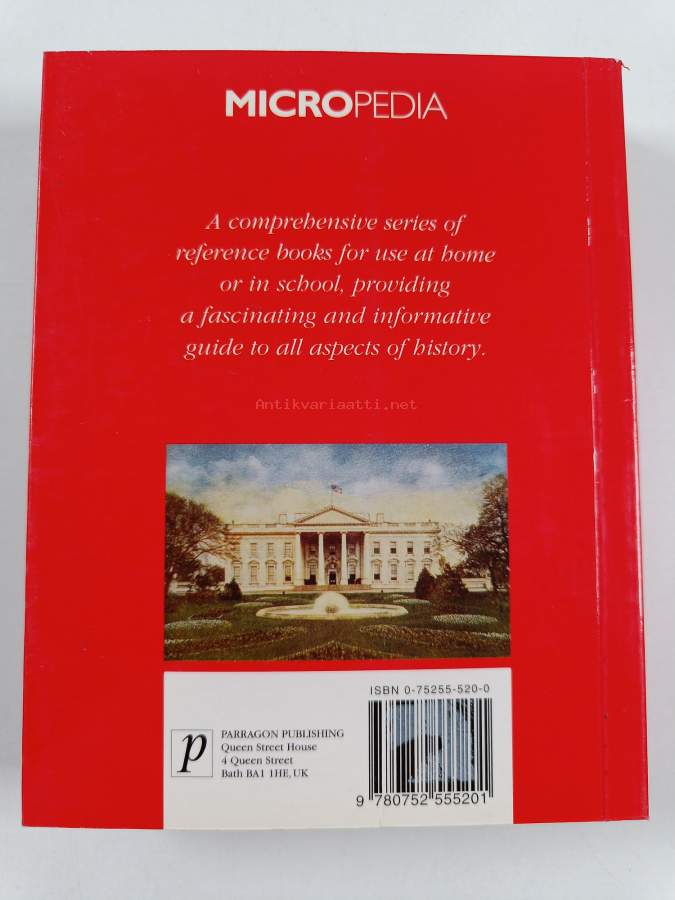 MICROPEDIA
A comprehensive series of
reference books for use at home
or in school, providing
a fascinating and informative
guide to all aspects of history.
Antikvariaatti.net
ISBN 0-75255-520-0
p
PARRAGON PUBLISHING
Queen Street House
4 Queen Street
Bath BA1 1HE, UK
9 780752 555201